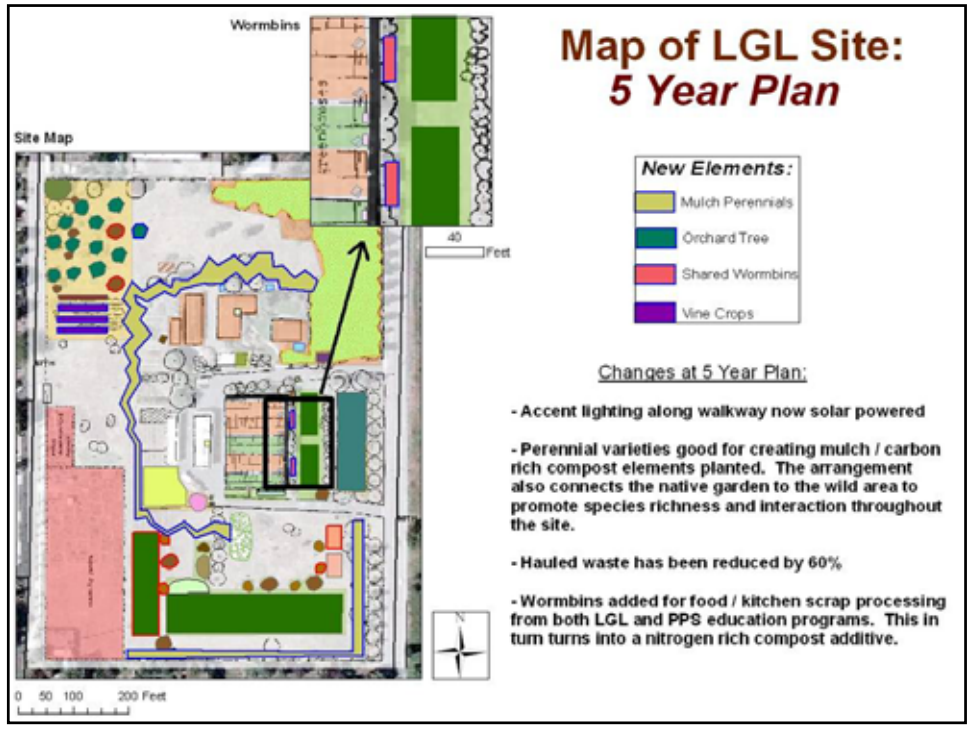 Wormbins
Map of LGL Site:
5 Year Plan
Greenhouses
Site Map
New Elements:
Mulch Perennials
Orchard Tree
Shared Wormbins
Vine Crops
40
Feet
Changes at 5 Year Plan:
- Accent lighting along walkway now solar powered
- Perennial varieties good for creating mulch / carbon
rich compost elements planted. The arrangement
also connects the native garden to the wild area to
promote species richness and interaction throughout
the site.
- Hauled waste has been reduced by 60%
- Wormbins added for food / kitchen scrap processing
from both LGL and PPS education programs. This in
turn turns into a nitrogen rich compost additive.
N
0 50 100 200 Feet